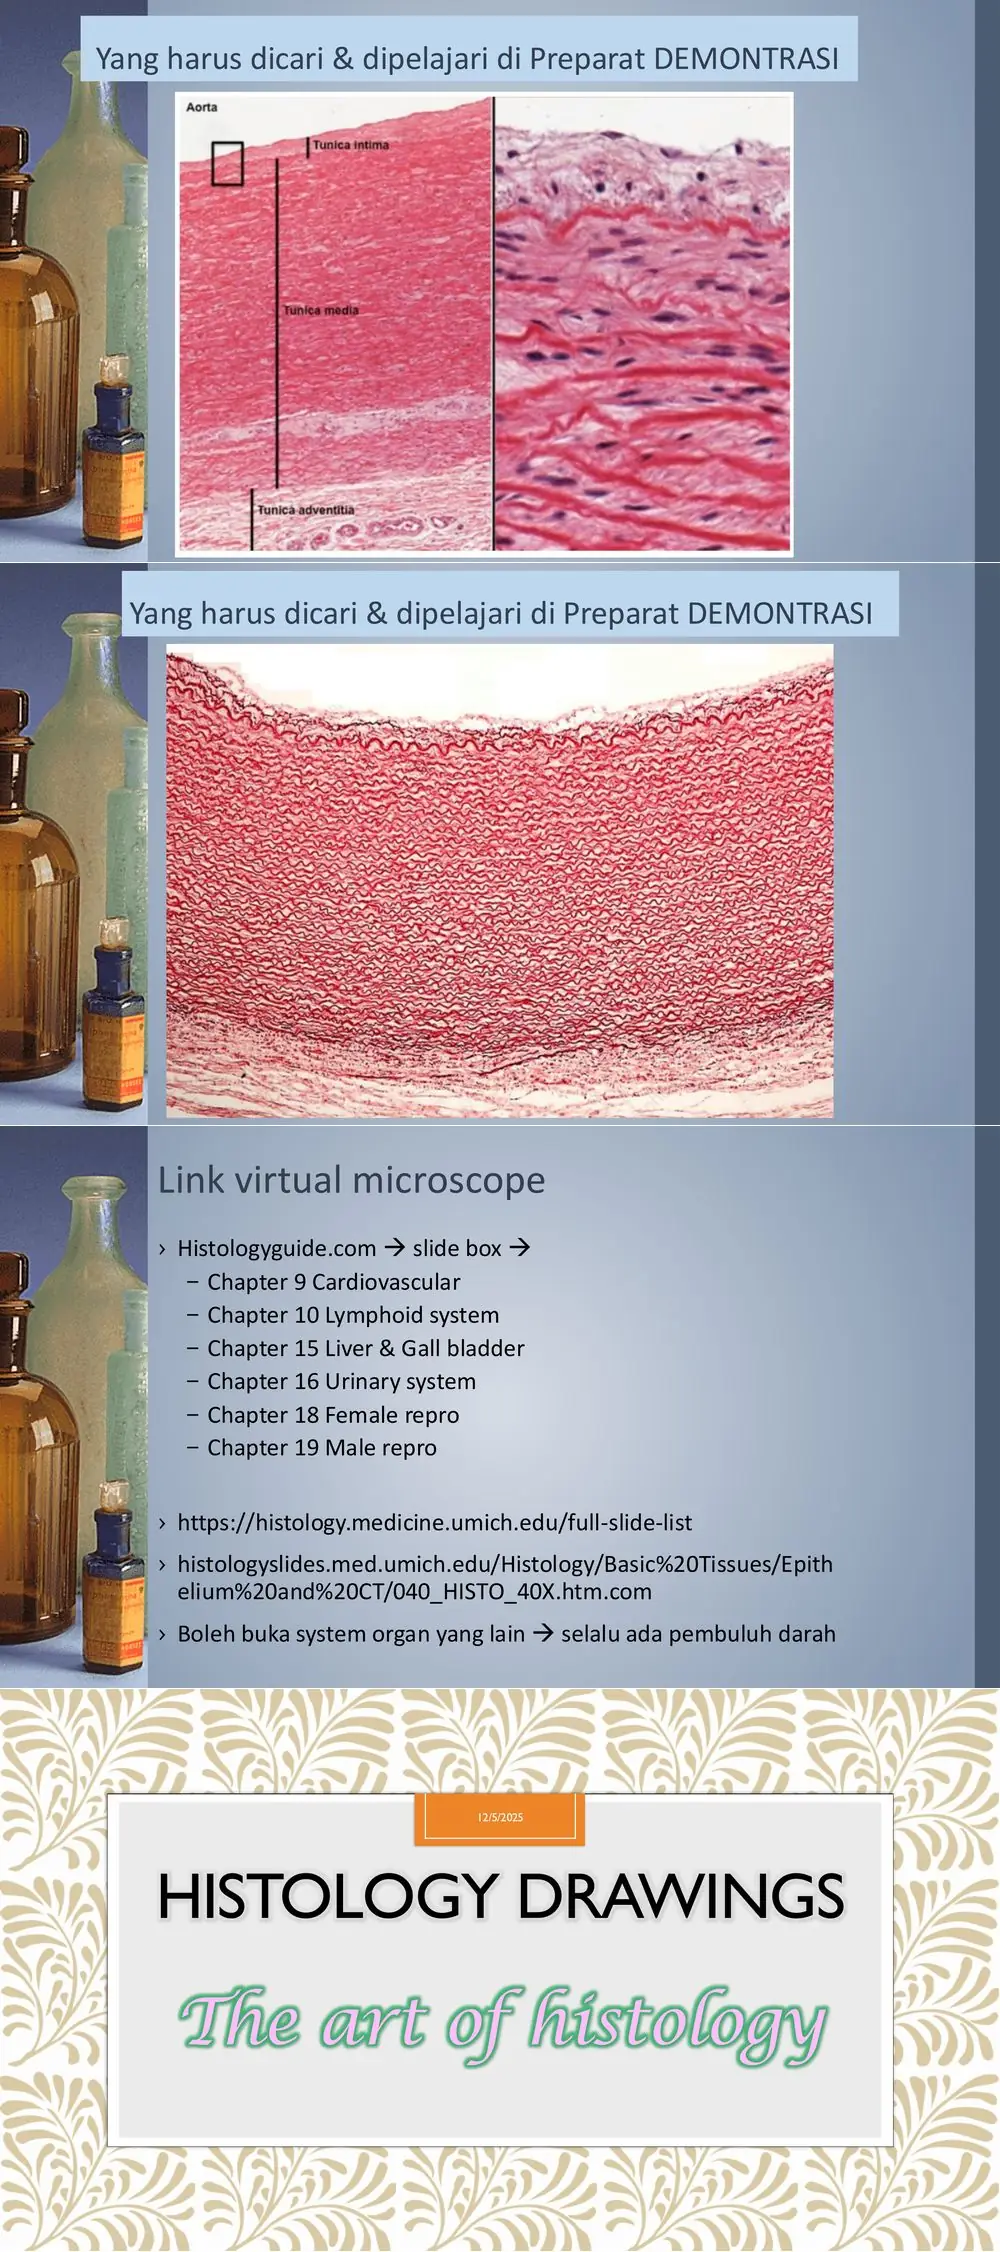 Yang harus dicari & dipelajari di Preparat DEMONTRASI
Aorta
Tunica intima
Tunica media
Tunica adventitia
Yang harus dicari & dipelajari di Preparat DEMONTRASI
Link virtual microscope
› Histologyguide.com → slide box →
– Chapter 9 Cardiovascular
– Chapter 10 Lymphoid system
– Chapter 15 Liver & Gall bladder
– Chapter 16 Urinary system
– Chapter 18 Female repro
– Chapter 19 Male repro
› https://histology.medicine.umich.edu/full-slide-list
› histologyslides.med.umich.edu/Histology/Basic%20Tissues/Epith
elium%20and%20CT/040_HISTO_40X.htm.com
› Boleh buka system organ yang lain → selalu ada pembuluh darah
12/5/2025
HISTOLOGY DRAWINGS
The art of histology